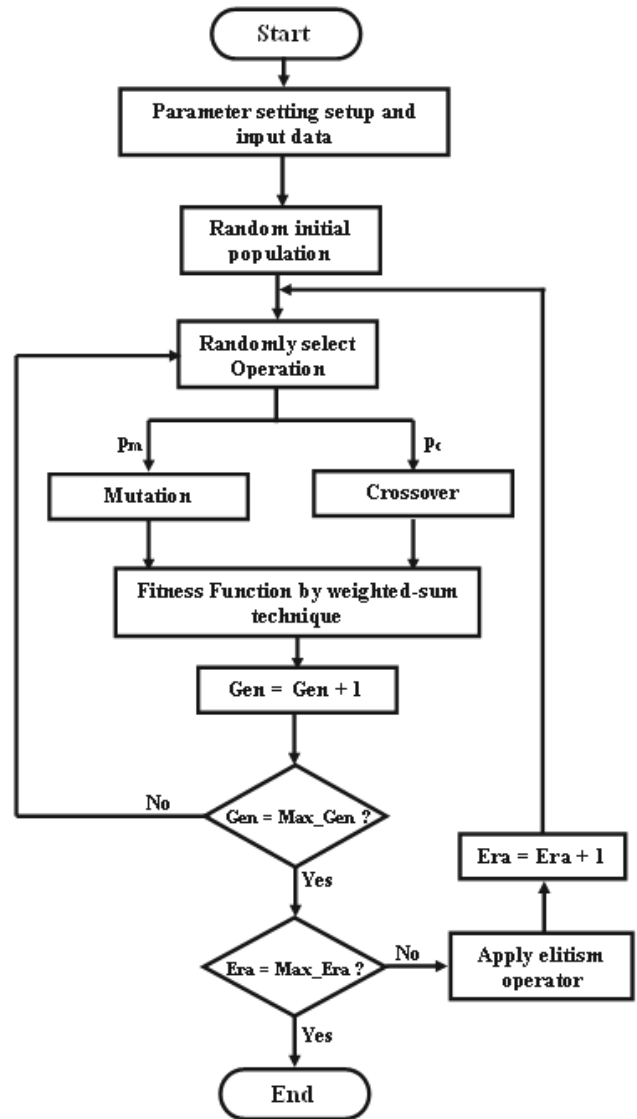 Start
Parameter setting setup and
input data
Random initial
population
Randomly select
Operation
pm
pc
Mutation
Crossover
Fitness Function by weighted-sum
technique
Gen = Gen + 1
No
Gen = Max_Gen ?
Era = Era + 1
Yes
Era = Max_Era ?
No
Apply elitism
operator
Yes
End